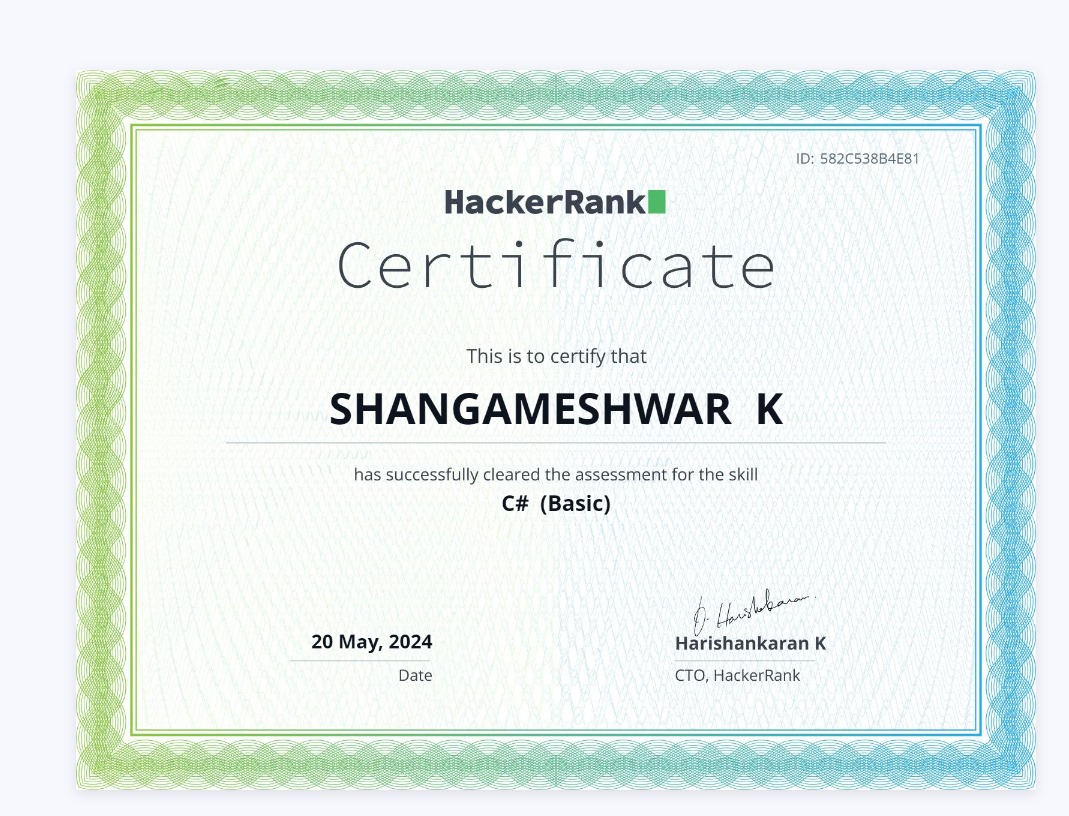 ID: 582C538B4E81
HackerRank
Certificate
This is to certify that
SHANGAMESHWAR K
has successfully cleared the assessment for the skill
C# (Basic)
20 May, 2024
Date
Harishankaran K
CTO, HackerRank